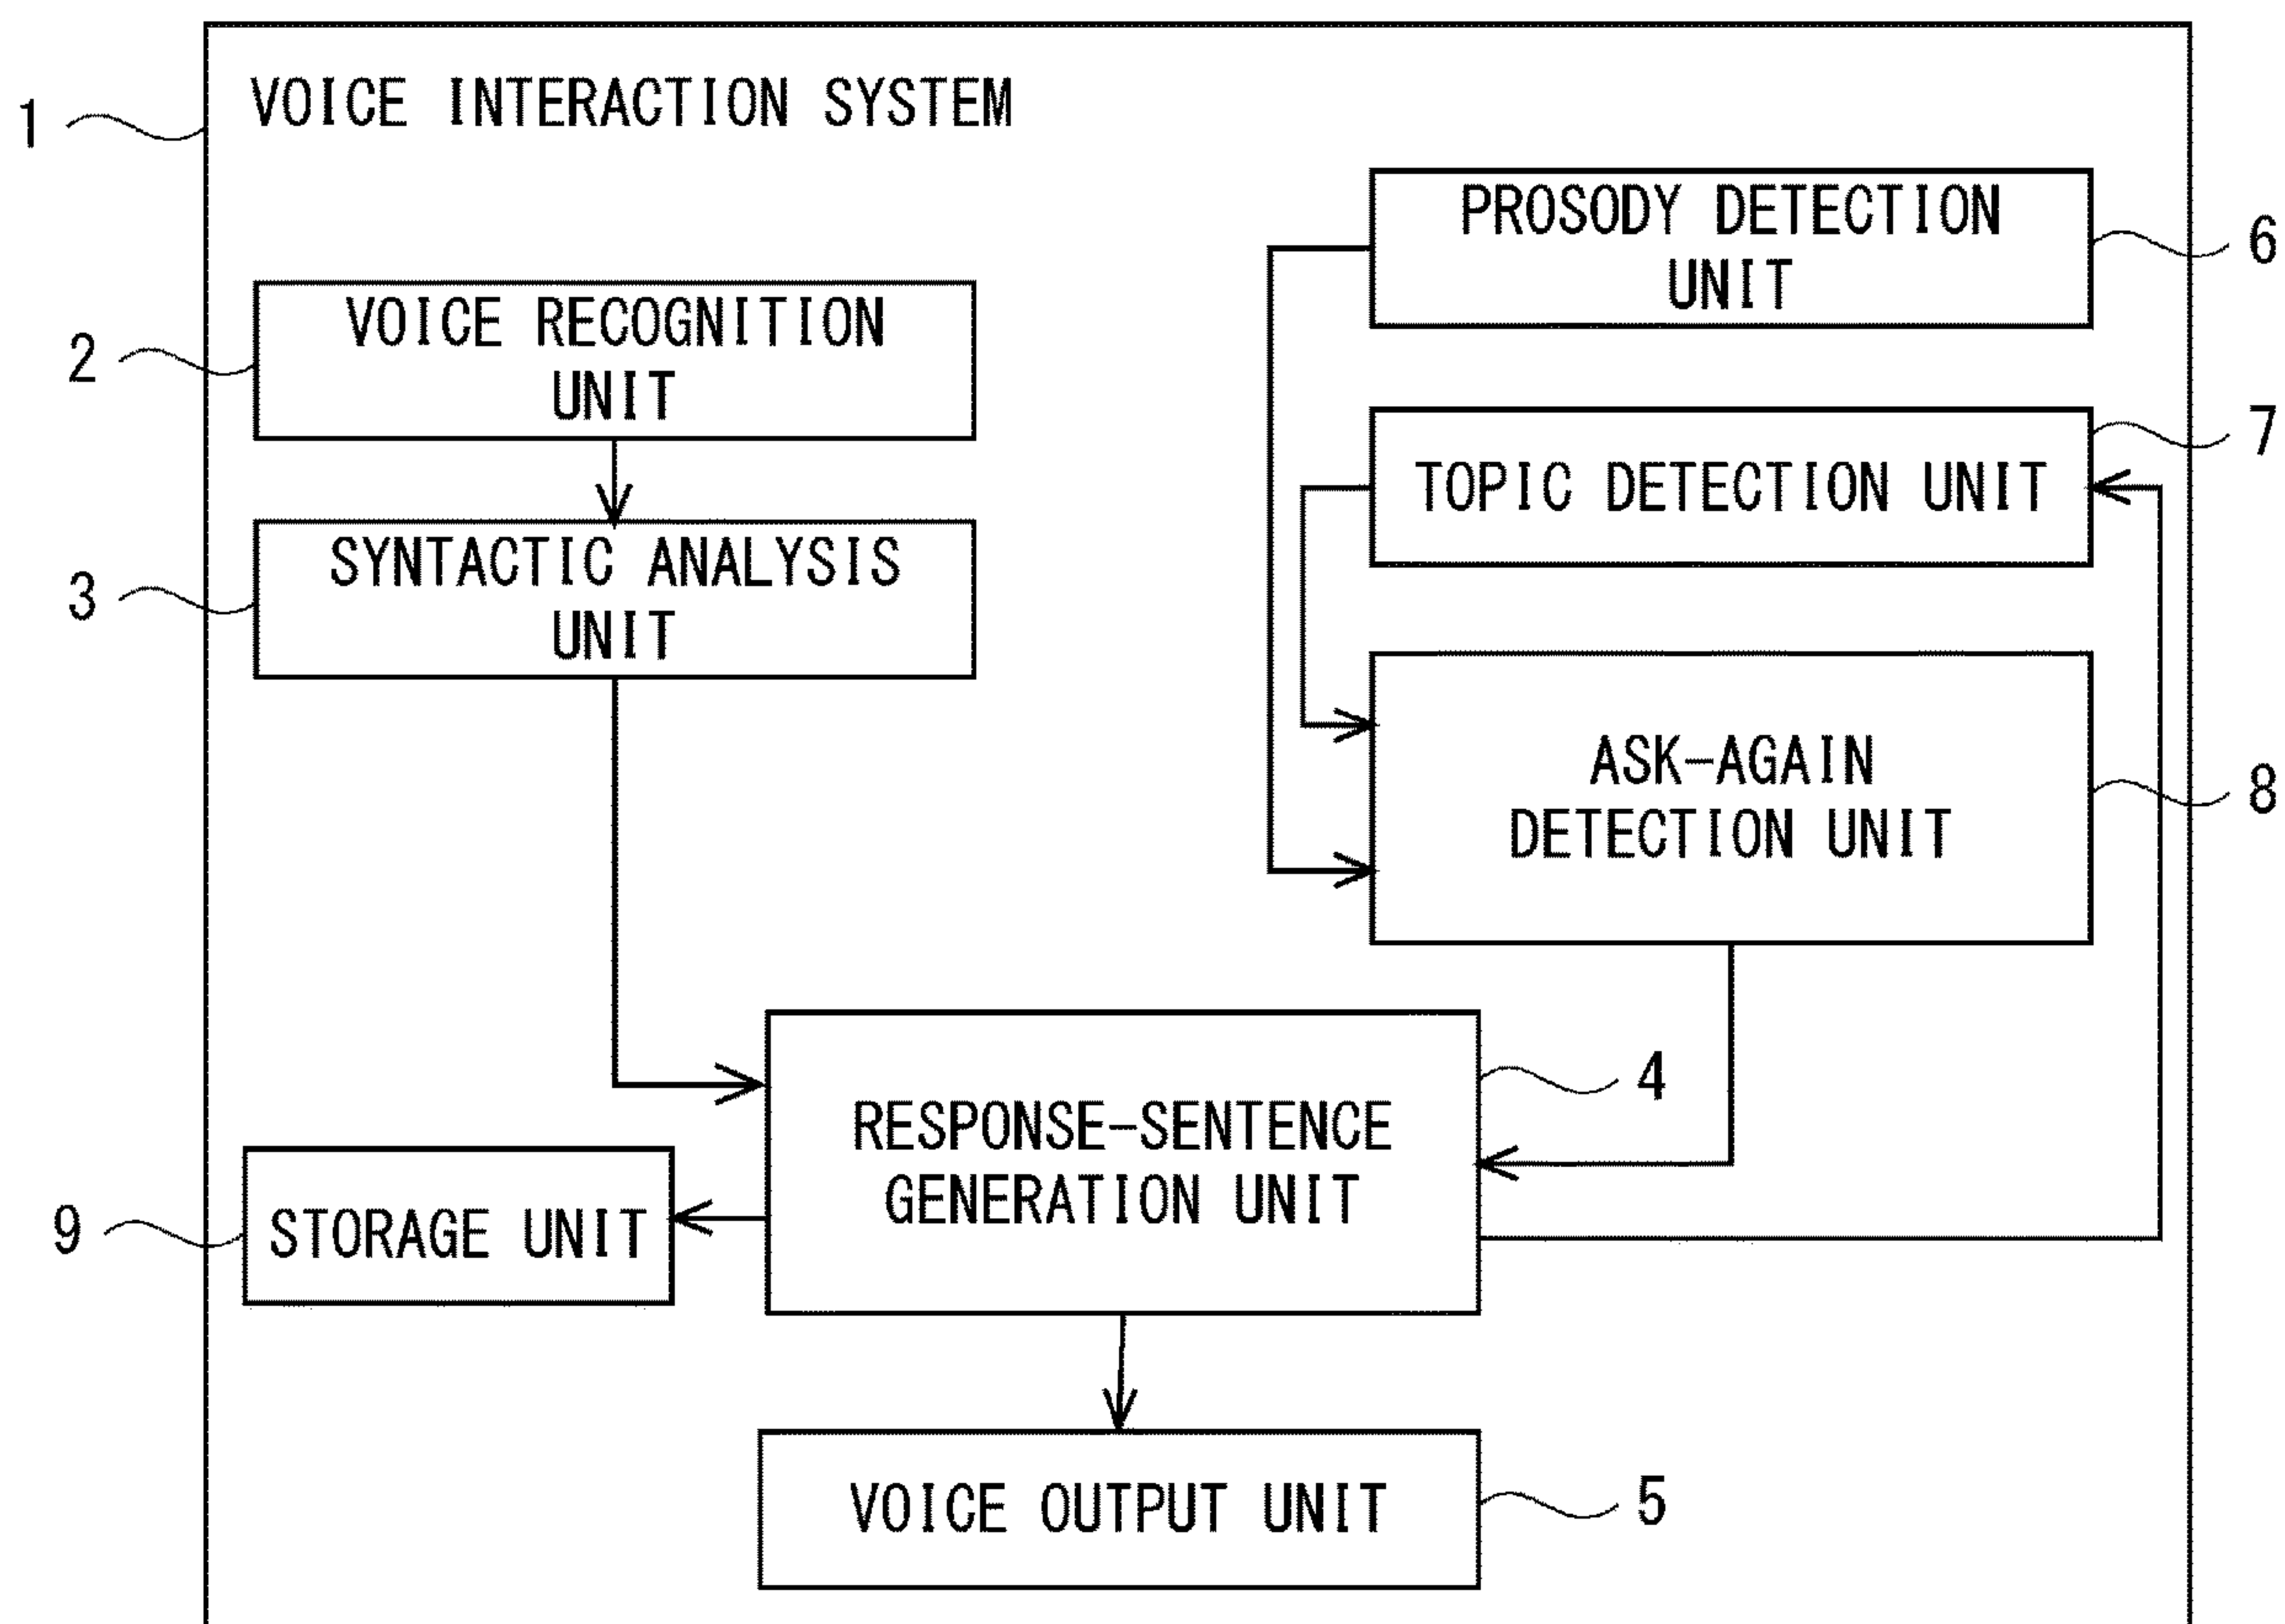 1
VOICE INTERACTION SYSTEM
PROSODY DETECTION
UNIT
6
VOICE RECOGNITION
UNIT
2
TOPIC DETECTION UNIT
7
SYNTACTIC ANALYSIS
UNIT
3
ASK-AGAIN
DETECTION UNIT
8
RESPONSE-SENTENCE
GENERATION UNIT
4
STORAGE UNIT
9
VOICE OUTPUT UNIT
5